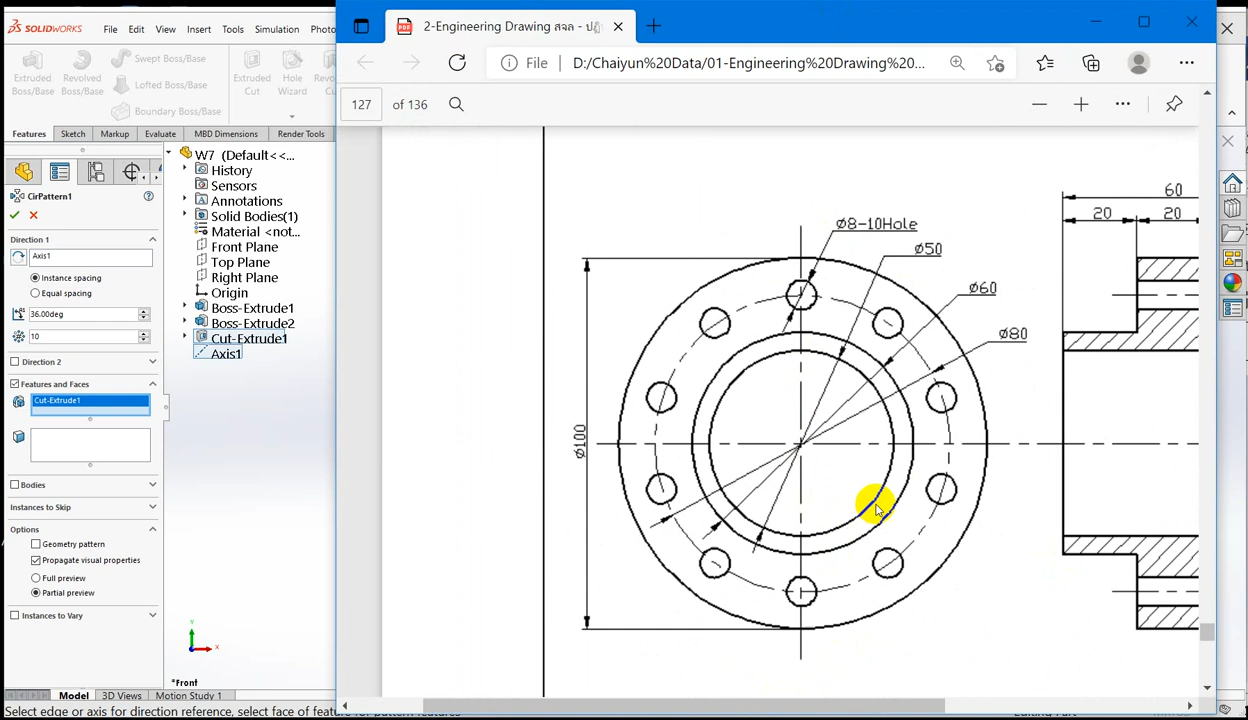 SOLIDWORKS File Edit View Insert Tools Simulation Photo
2-Engineering Drawing สจล - ปฏิ
File D:/Chaiyun%20Data/01-Engineering%20Drawing%20...
127 of 136
Extruded Boss/Base
Revolved Boss/Base
Swept Boss/Base
Lofted Boss/Base
Boundary Boss/Base
Extruded Cut
Hole Wizard
Features Sketch Markup Evaluate MBD Dimensions Render Tools
CirPattern1
Direction 1
Axis1
Instance spacing
Equal spacing
36.00deg
10
Direction 2
Features and Faces
Cut-Extrude1
Bodies
Instances to Skip
Options
Geometry pattern
Propagate visual properties
Full preview
Partial preview
Instances to Vary
W7 (Default<<...
History
Sensors
Annotations
Solid Bodies(1)
Material <not...
Front Plane
Top Plane
Right Plane
Origin
Boss-Extrude1
Boss-Extrude2
Cut-Extrude1
Axis1
Y
X
*Front
Ø8-10Hole
Ø50
Ø60
Ø80
Ø100
60
20 20
Model 3D Views Motion Study 1
Select edge or axis for direction reference, select face of feature for pattern features
Editing Part